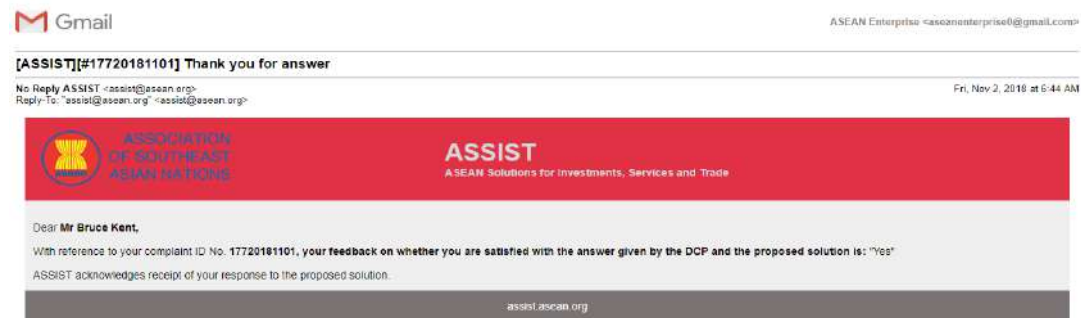 Gmail
ASEAN Enterprise <aseanenterprise0@gmail.com>
[ASSIST][#17720181101] Thank you for answer
No Reply ASSIST <assist@asean.org>
Fri, Nov 2, 2018 at 6:44 AM
Reply-To: "assist@asean.org" <assist@asean.org>
ASSOCIATION
OF SOUTHEAST
ASIAN NATIONS
ASSIST
ASEAN Solutions for Investments, Services and Trade
Dear Mr Bruce Kent,
With reference to your complaint ID No. 17720181101, your feedback on whether you are satisfied with the answer given by the DCP and the proposed solution is: "Yes"
ASSIST acknowledges receipt of your response to the proposed solution.
assist.asean.org